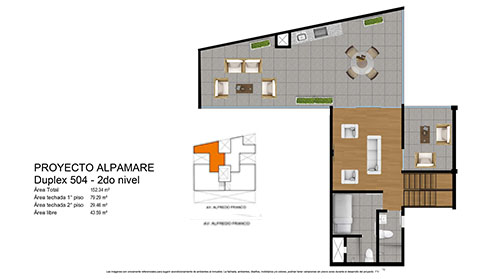 PROYECTO ALPAMARE
Duplex 504 - 2do nivel
Área Total 152.34 m²
Área techada 1° piso 79.29 m²
Área techada 2° piso 29.46 m²
Área libre 43.59 m²
AV. ALFREDO FRANCO
AV. ALFREDO FRANCO